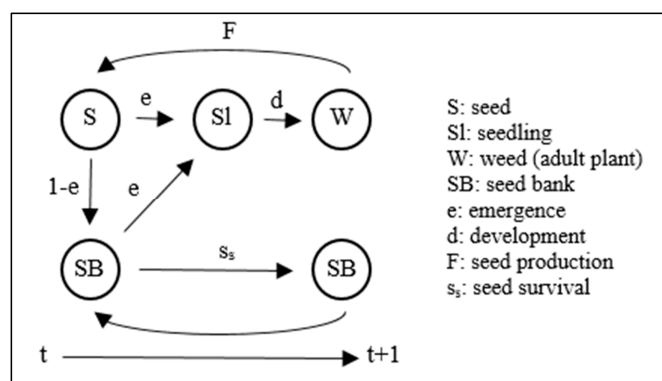 F
S
e
Sl
d
W
1-e
e
SB
sₛ
SB
t
t+1
S: seed
Sl: seedling
W: weed (adult plant)
SB: seed bank
e: emergence
d: development
F: seed production
sₛ: seed survival